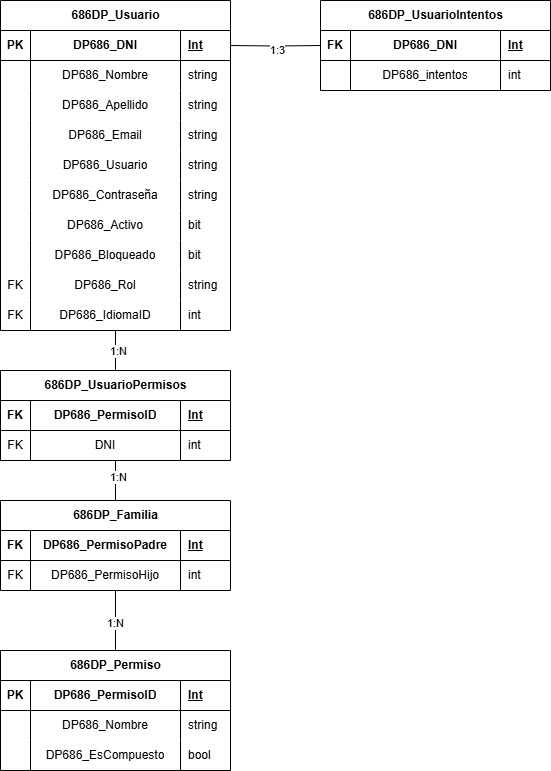 686DP_Usuario
PK DP686_DNI Int
DP686_Nombre string
DP686_Apellido string
DP686_Email string
DP686_Usuario string
DP686_Contraseña string
DP686_Activo bit
DP686_Bloqueado bit
FK DP686_Rol string
FK DP686_IdiomaID int
1:3
686DP_UsuarioIntentos
FK DP686_DNI Int
DP686_intentos int
1:N
686DP_UsuarioPermisos
FK DP686_PermisoID Int
FK DNI int
1:N
686DP_Familia
FK DP686_PermisoPadre Int
FK DP686_PermisoHijo int
1:N
686DP_Permiso
PK DP686_PermisoID Int
DP686_Nombre string
DP686_EsCompuesto bool